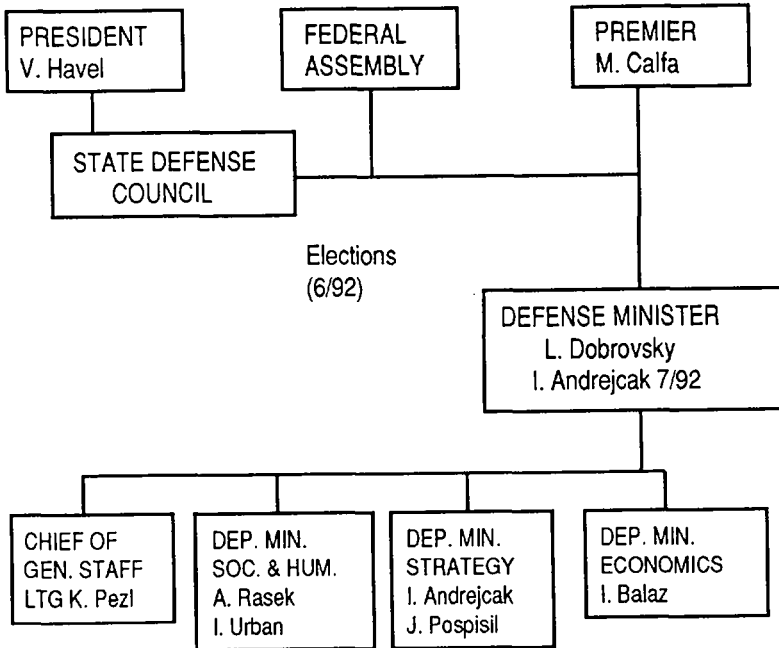 PRESIDENT
V. Havel
FEDERAL
ASSEMBLY
PREMIER
M. Calfa
STATE DEFENSE
COUNCIL
Elections
(6/92)
DEFENSE MINISTER
L. Dobrovsky
I. Andrejcak 7/92
CHIEF OF
GEN. STAFF
LTG K. Pezl
DEP. MIN.
SOC. & HUM.
A. Rasek
I. Urban
DEP. MIN.
STRATEGY
I. Andrejcak
J. Pospisil
DEP. MIN.
ECONOMICS
I. Balaz